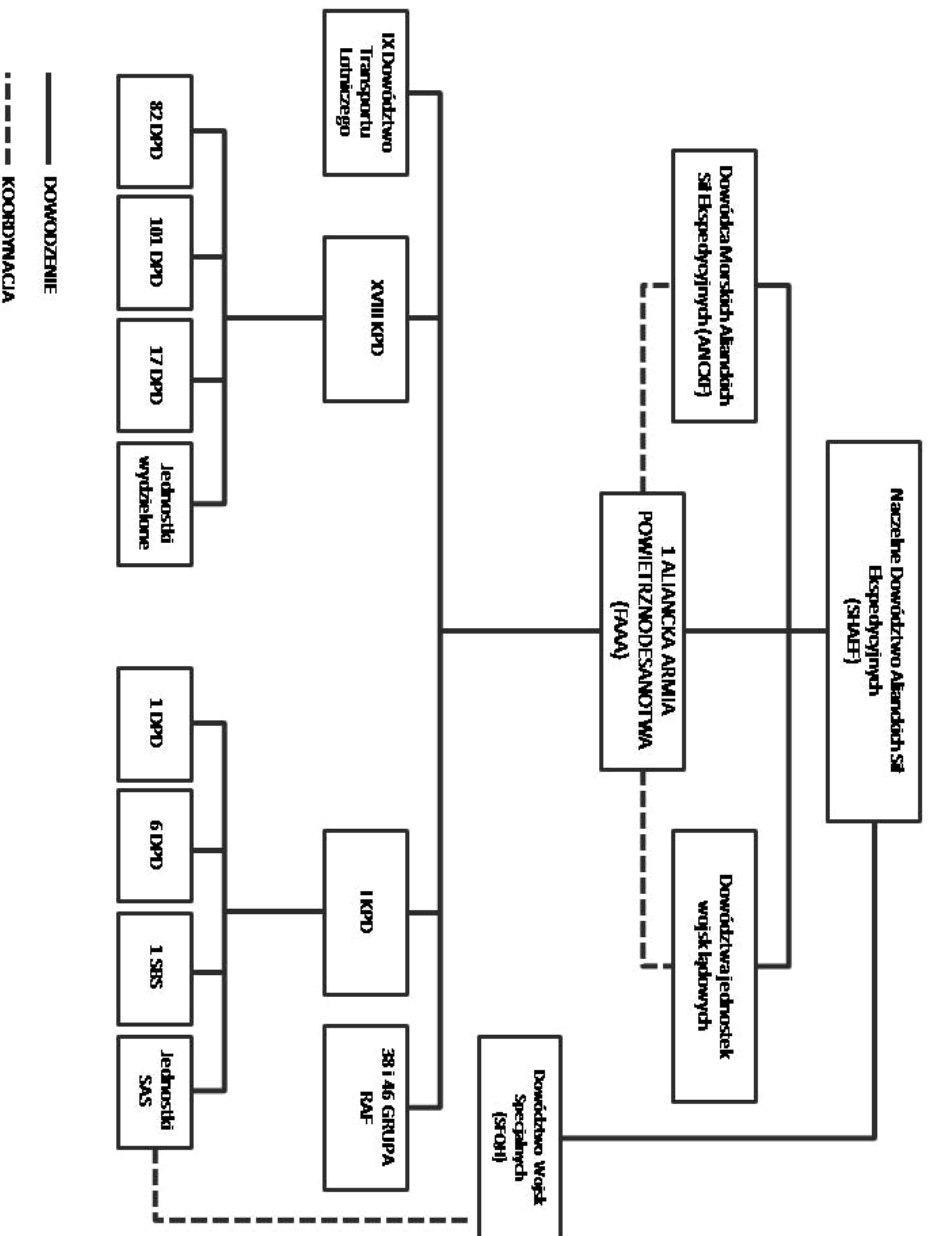 Naczelne Dowództwo Alianckich Sił
Ekspedycyjnych
(SHAEF)
Dowódca Morskich Alianckich
Sił Ekspedycyjnych (ANCXF)
Dowództwa jednostek
wojsk lądowych
1 ALIANCKA ARMIA
POWIETRZNODESANOTWA
(FAAA)
Dowództwo Wojsk
Specjalnych
(SFQH)
IX Dowództwo
Transportu
Lotniczego
XVIII KPD
I KPD
38 i 46 GRUPA
RAF
82 DPD
101 DPD
17 DPD
Jednostki
wydzielone
1 DPD
6 DPD
1 SBS
Jednostki
SAS
DOWODZENIE
KOORDYNACJA